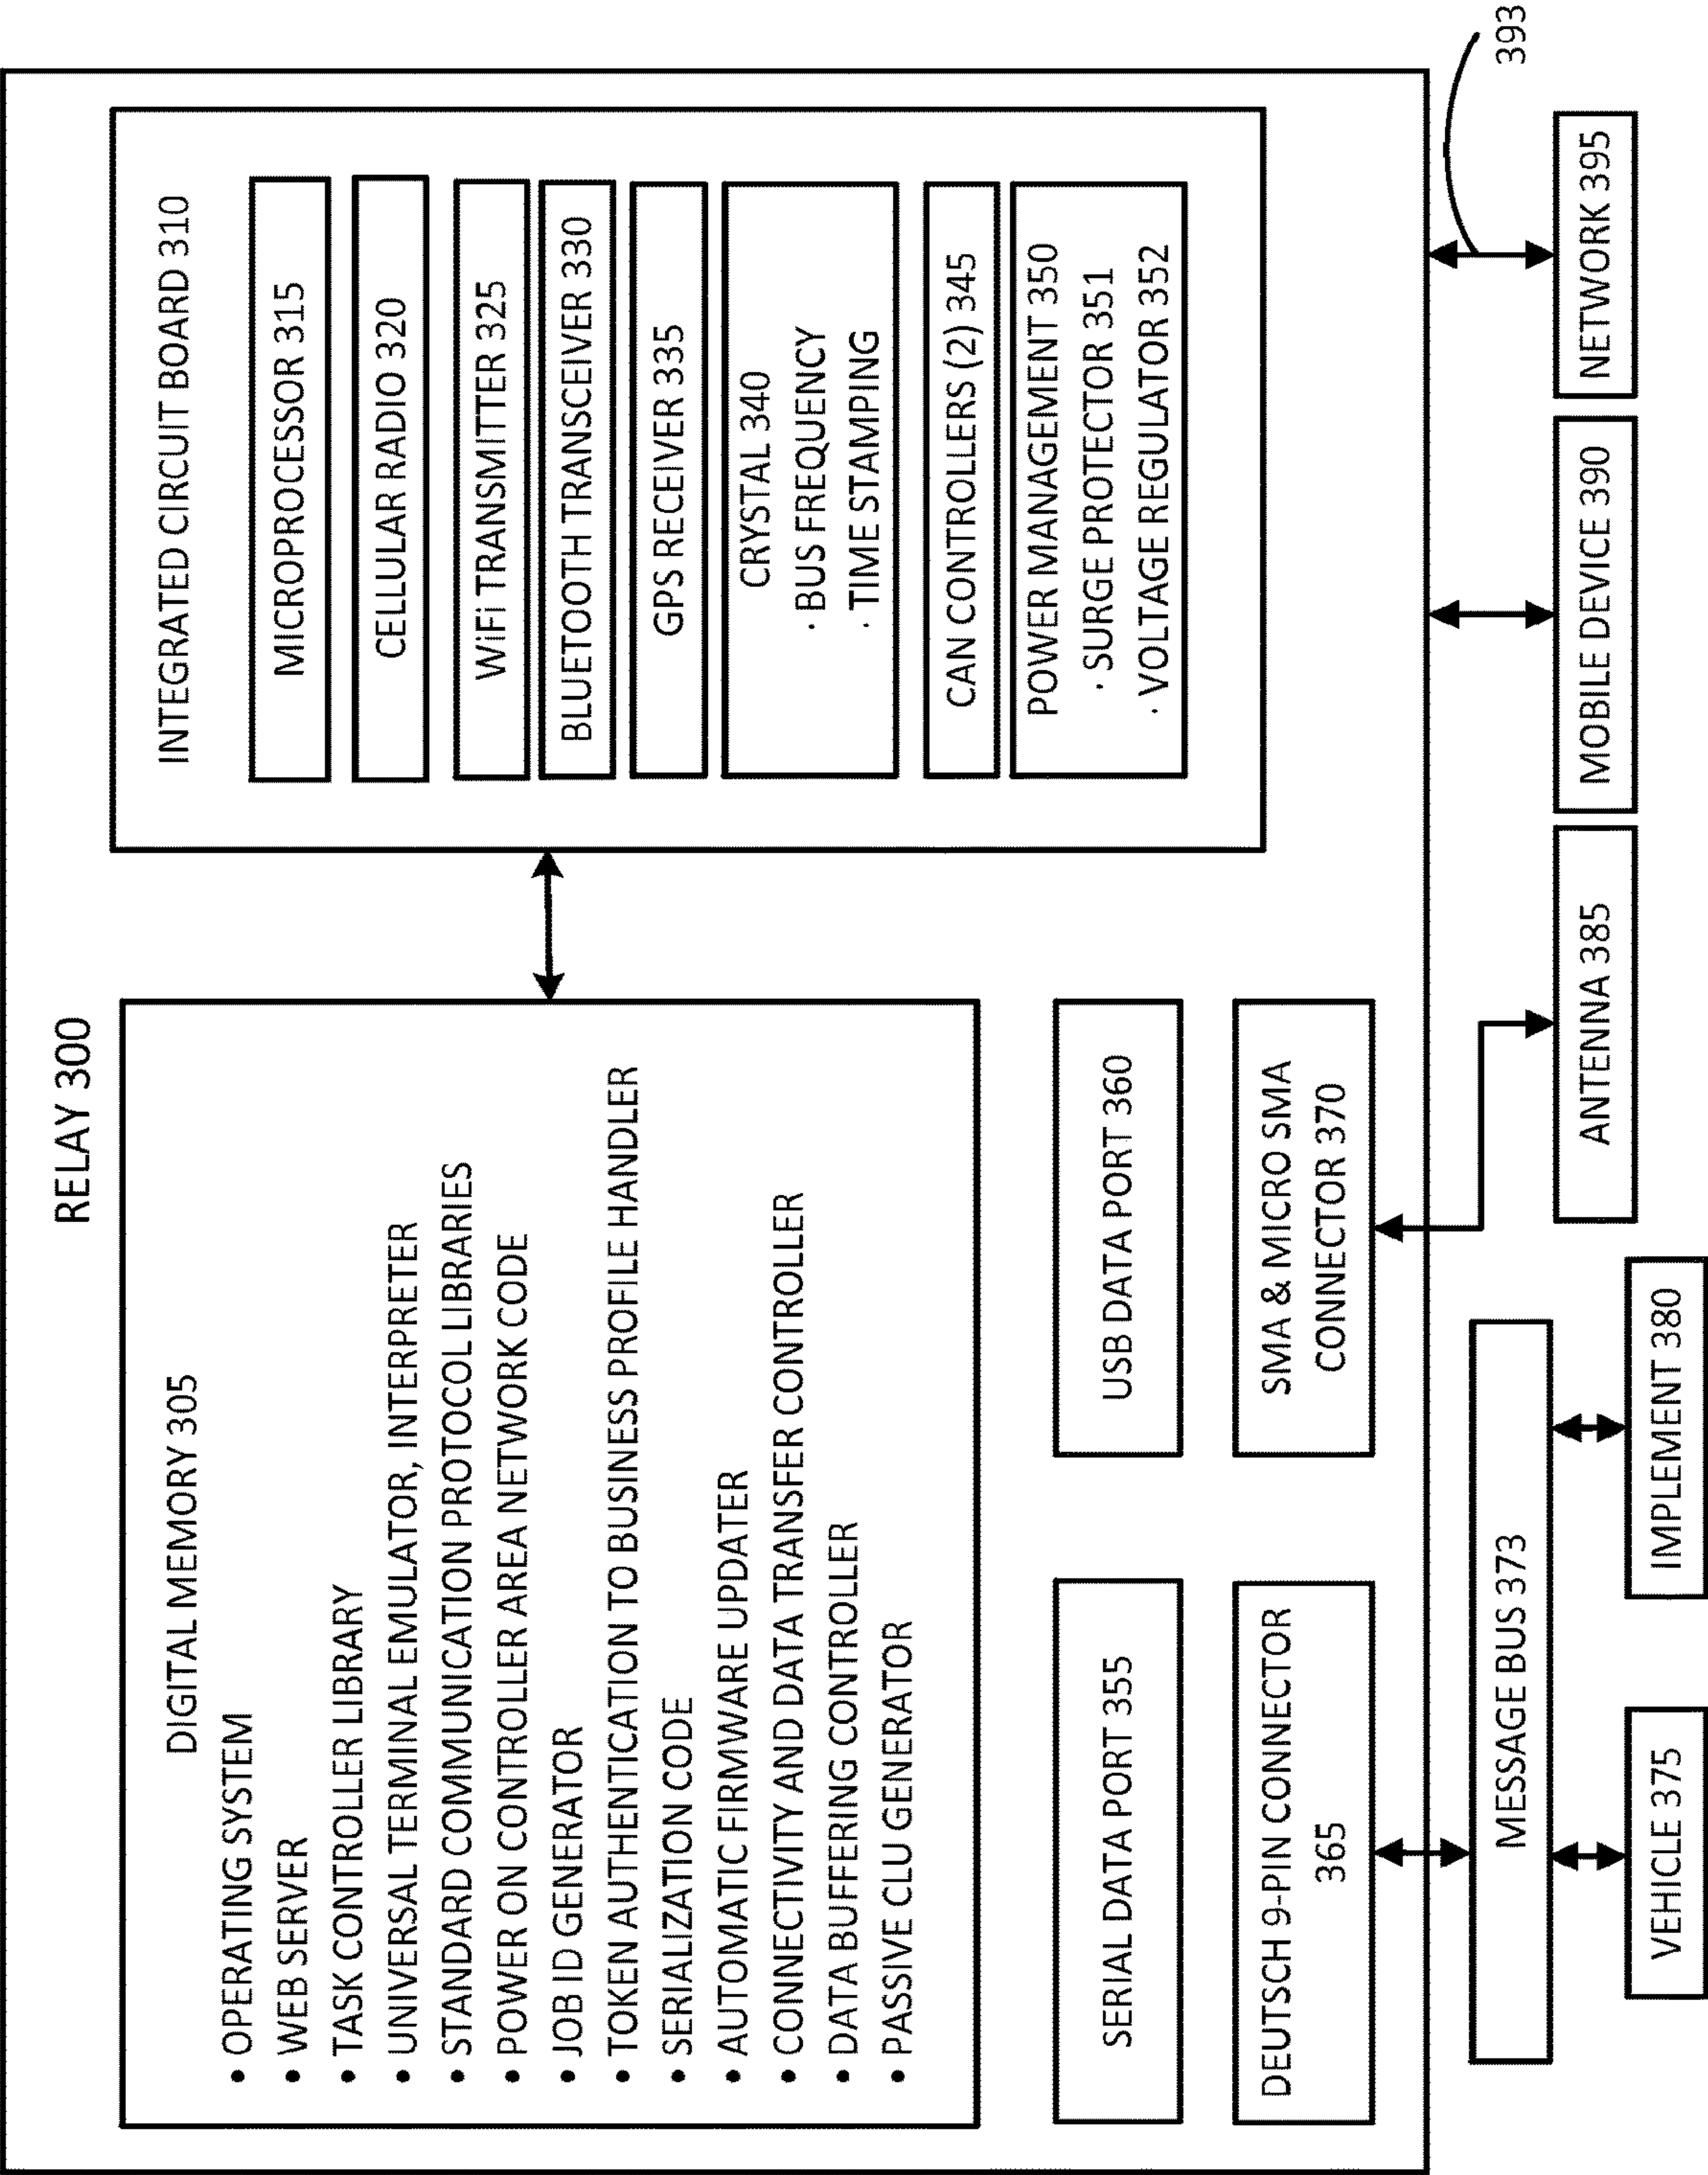 RELAY 300
DIGITAL MEMORY 305
• OPERATING SYSTEM
• WEB SERVER
• TASK CONTROLLER LIBRARY
• UNIVERSAL TERMINAL EMULATOR, INTERPRETER
• STANDARD COMMUNICATION PROTOCOL LIBRARIES
• POWER ON CONTROLLER AREA NETWORK CODE
• JOB ID GENERATOR
• TOKEN AUTHENTICATION TO BUSINESS PROFILE HANDLER
• SERIALIZATION CODE
• AUTOMATIC FIRMWARE UPDATER
• CONNECTIVITY AND DATA TRANSFER CONTROLLER
• DATA BUFFERING CONTROLLER
• PASSIVE CLU GENERATOR
INTEGRATED CIRCUIT BOARD 310
MICROPROCESSOR 315
CELLULAR RADIO 320
WiFi TRANSMITTER 325
BLUETOOTH TRANSCEIVER 330
GPS RECEIVER 335
CRYSTAL 340
· BUS FREQUENCY
· TIME STAMPING
CAN CONTROLLERS (2) 345
POWER MANAGEMENT 350
· SURGE PROTECTOR 351
· VOLTAGE REGULATOR 352
SERIAL DATA PORT 355
USB DATA PORT 360
DEUTSCH 9-PIN CONNECTOR
365
SMA & MICRO SMA
CONNECTOR 370
MESSAGE BUS 373
VEHICLE 375
IMPLEMENT 380
ANTENNA 385
MOBILE DEVICE 390
NETWORK 395
393